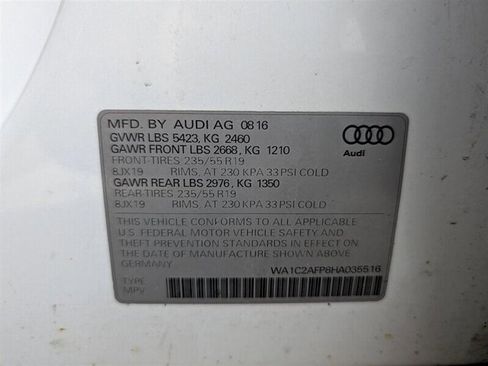 MFD. BY AUDI AG 08 16
GVWR LBS 5423, KG 2460
GAWR FRONT LBS 2668, KG 1210
FRONT-TIRES 235/55 R19
8JX19 RIMS, AT 230 KPA 33 PSI COLD
GAWR REAR LBS 2976, KG 1350
REAR-TIRES 235/55 R19
8JX19 RIMS, AT 230 KPA 33 PSI COLD
THIS VEHICLE CONFORMS TO ALL APPLICABLE
U.S. FEDERAL MOTOR VEHICLE SAFETY AND
THEFT PREVENTION STANDARDS IN EFFECT ON THE
DATE OF MANUFACTURE SHOWN ABOVE
GERMANY
WA1C2AFP8HA035516
TYPE
MPV
Audi